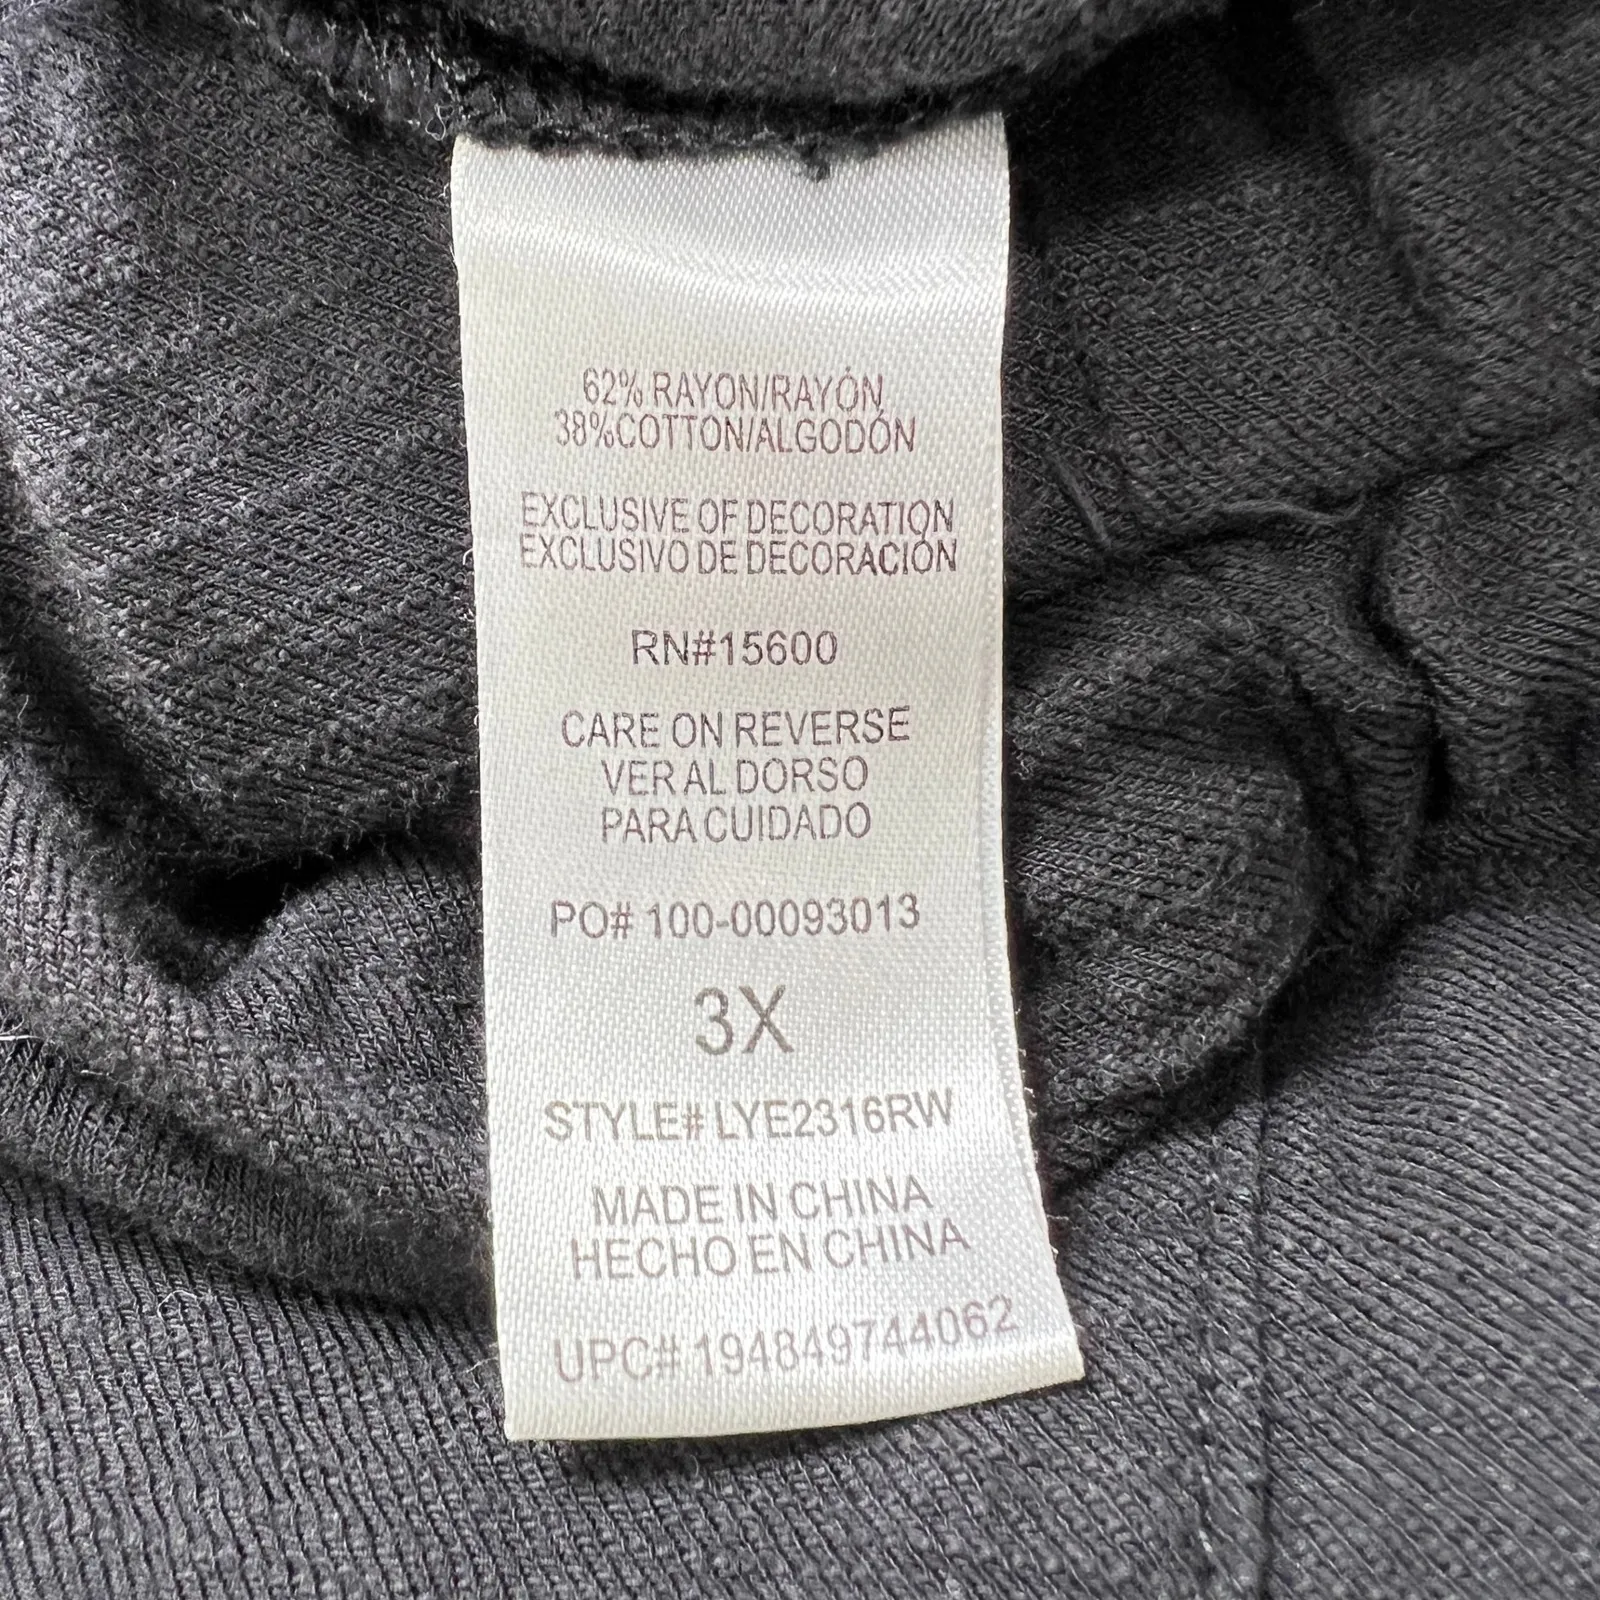 62% RAYON/RAYÓN
38%COTTON/ALGODÓN
EXCLUSIVE OF DECORATION
EXCLUSIVO DE DECORACIÓN
RN#15600
CARE ON REVERSE
VER AL DORSO
PARA CUIDADO
PO# 100-00093013
3X
STYLE# LYE2316RW
MADE IN CHINA
HECHO EN CHINA
UPC# 194849744062